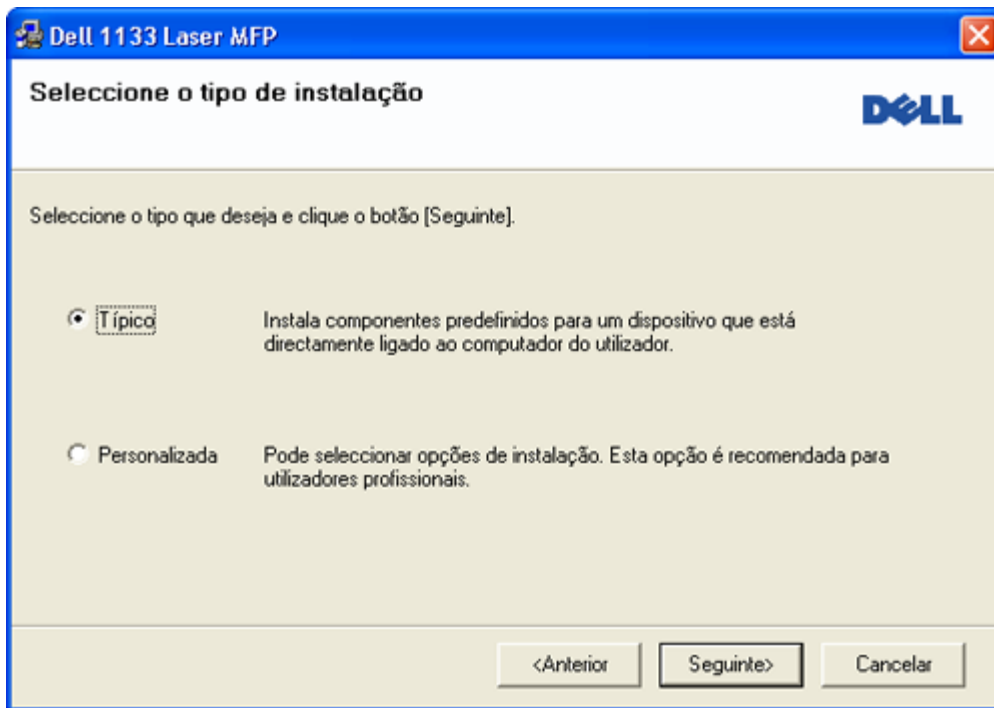 Dell 1133 Laser MFP
Seleccione o tipo de instalação
DELL
Seleccione o tipo que deseja e clique o botão [Seguinte].
Típico
Instala componentes predefinidos para um dispositivo que está
directamente ligado ao computador do utilizador.
Personalizada
Pode seleccionar opções de instalação. Esta opção é recomendada para
utilizadores profissionais.
<Anterior
Seguinte>
Cancelar